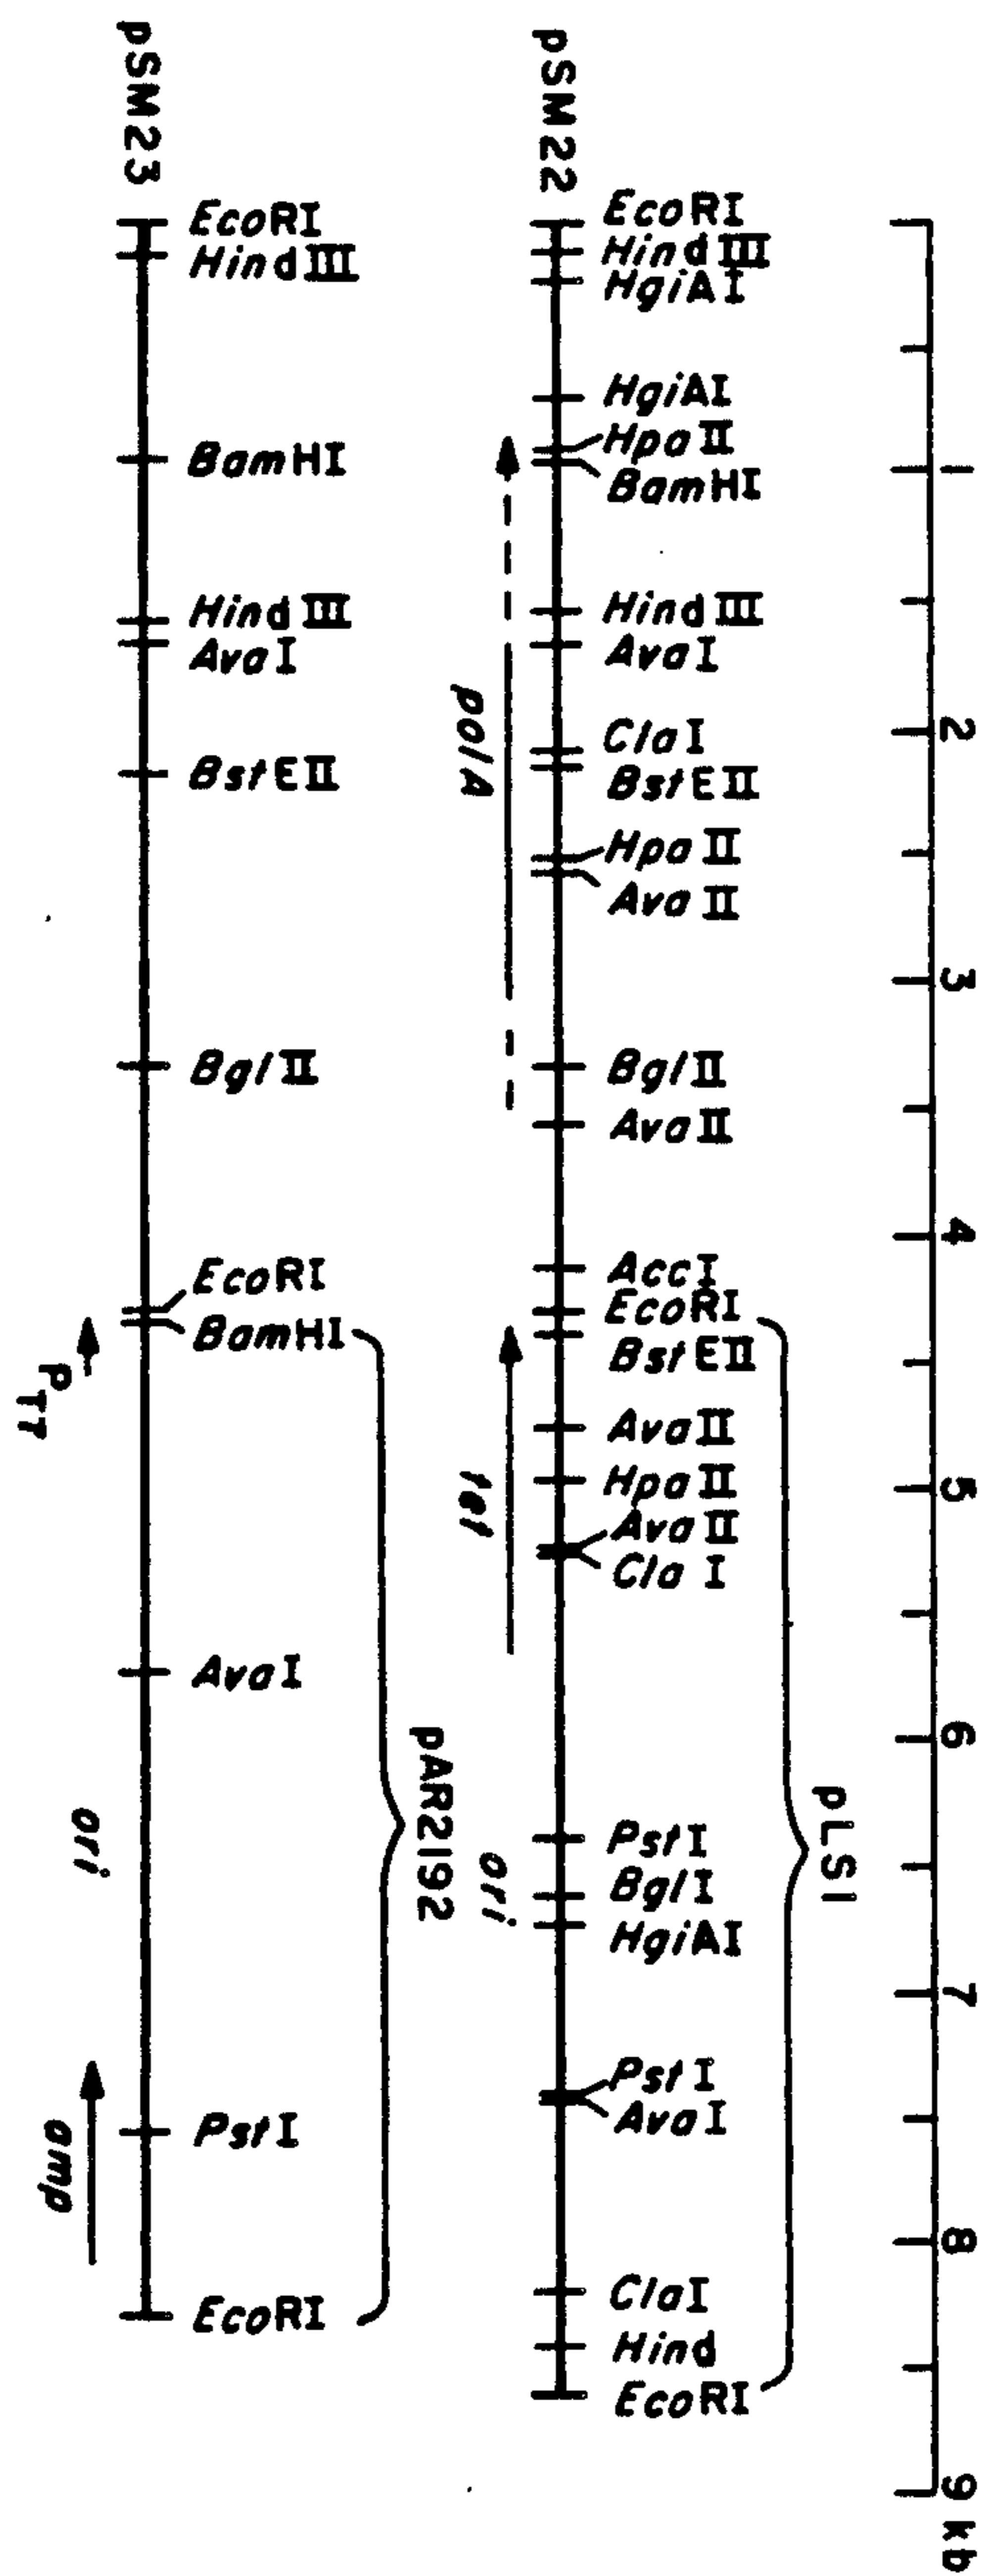 pSM23
EcoRI
HindIII
BamHI
HindIII
AvaI
BstEII
BglII
EcoRI
BamHI
PTT
AvaI
pAR2192
ori
PstI
amp
EcoRI
pSM22
EcoRI
HindIII
HgiAI
HgiAI
HpaII
BamHI
HindIII
AvaI
polA
ClaI
BstEII
HpaII
AvaII
BglII
AvaII
AccI
EcoRI
BstEII
AvaII
tet
HpaII
AvaII
ClaI
pLS1
PstI
BglI
ori
HgiAI
PstI
AvaI
ClaI
Hind
EcoRI
1
2
3
4
5
6
7
8
9 kb